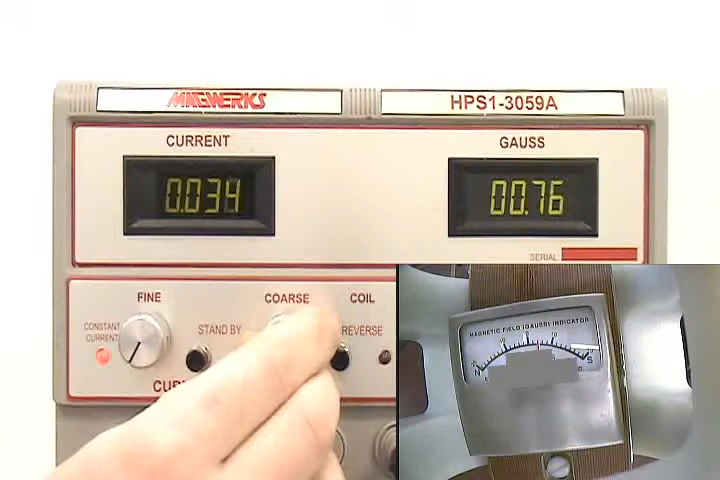 MAGWERKS
HPS1-3059A
CURRENT
GAUSS
0.034
00.76
SERIAL:
FINE
COARSE
COIL
CONSTANT
CURRENT
STAND BY
REVERSE
MAGNETIC FIELD (GAUSS) INDICATOR
N
S